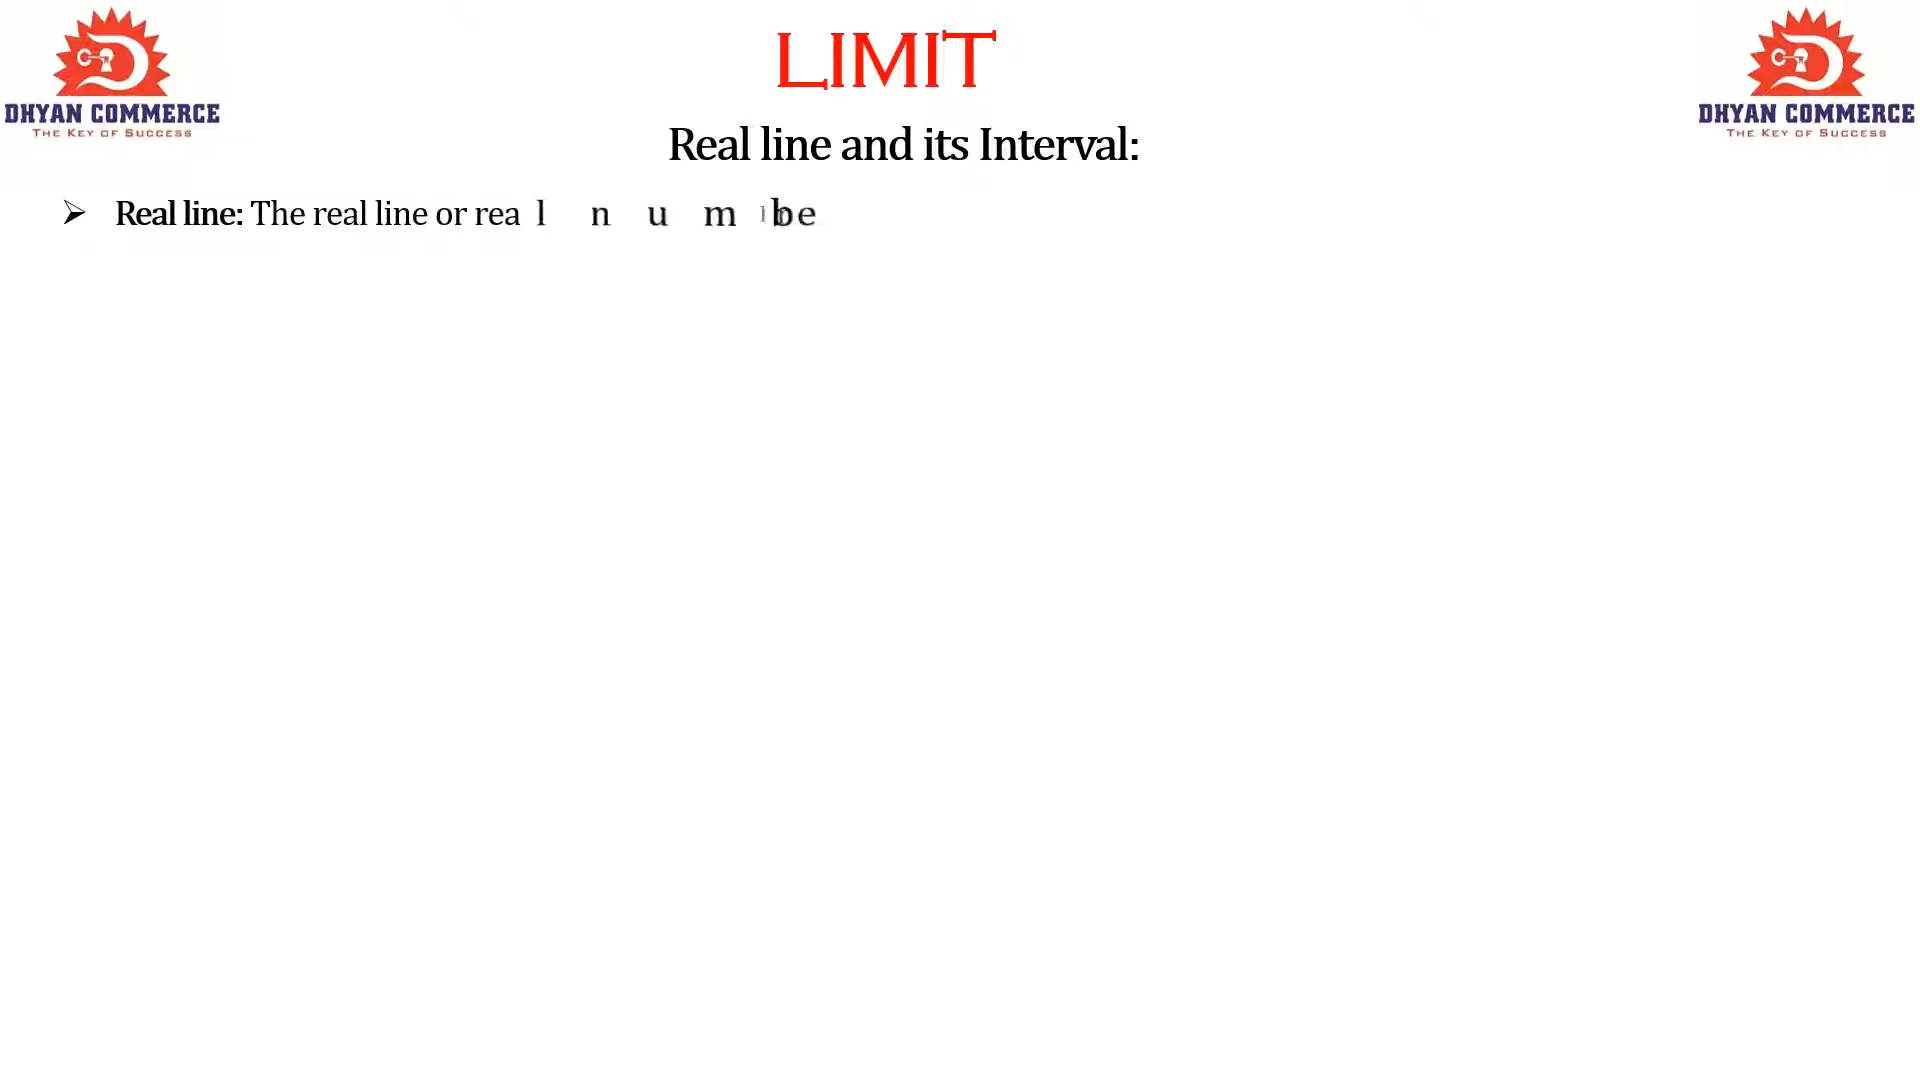 LIMIT
DHYAN COMMERCE
The Key of Success
DHYAN COMMERCE
The Key of Success
Real line and its Interval:
Real line: The real line or rea l n u m be